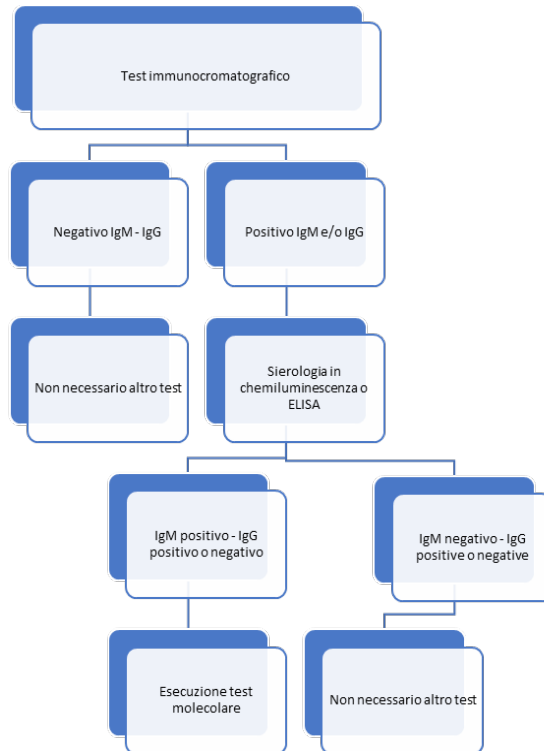 Test immunocromatografico
Negativo IgM - IgG
Positivo IgM e/o IgG
Non necessario altro test
Sierologia in
chemiluminescenza o
ELISA
IgM positivo - IgG
positivo o negativo
IgM negativo - IgG
positive o negative
Esecuzione test
molecolare
Non necessario altro test